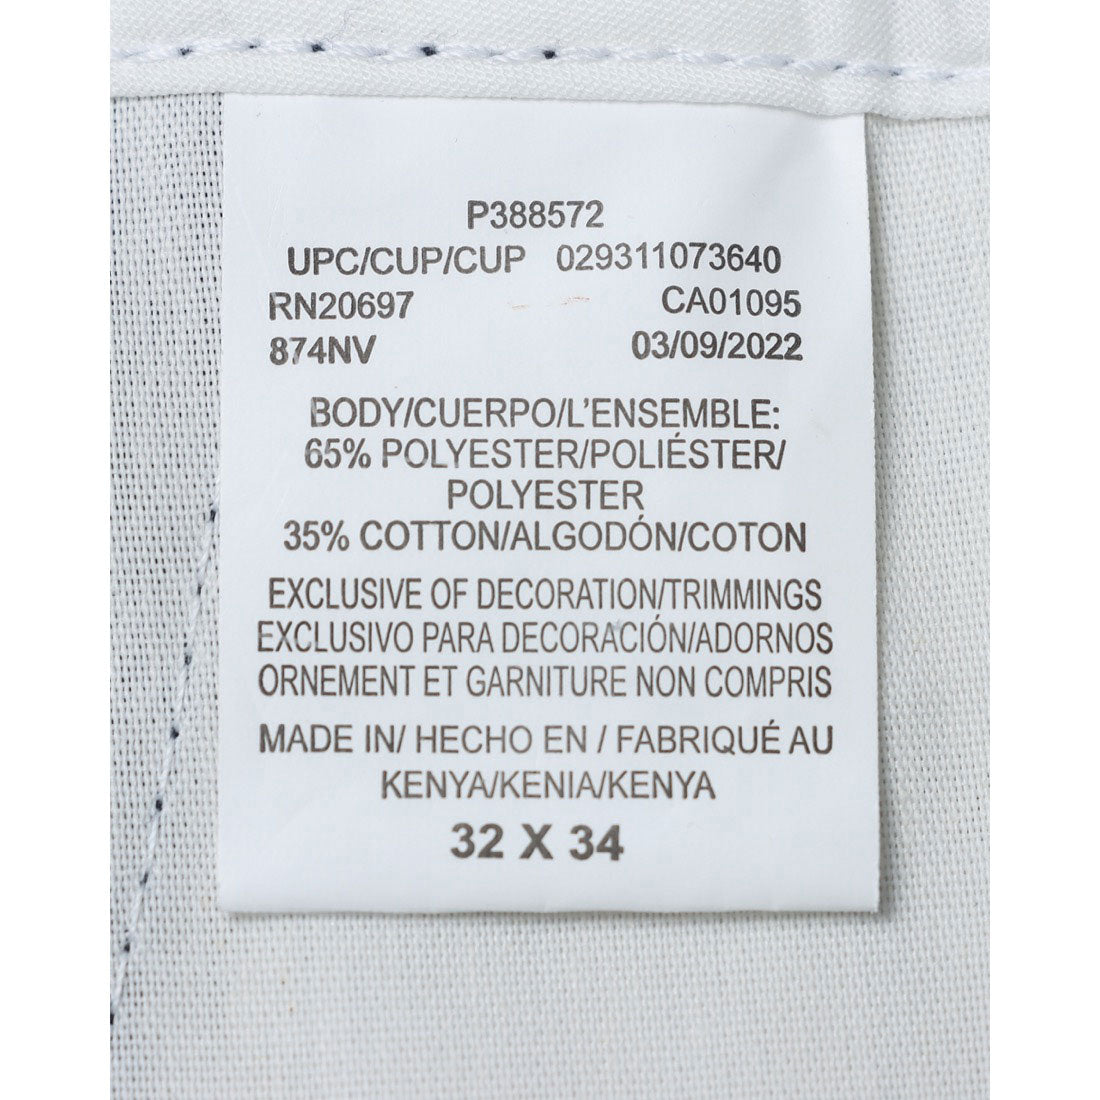 P388572
UPC/CUP/CUP 029311073640
RN20697 CA01095
874NV 03/09/2022
BODY/CUERPO/L'ENSEMBLE:
65% POLYESTER/POLIÉSTER/
POLYESTER
35% COTTON/ALGODÓN/COTON
EXCLUSIVE OF DECORATION/TRIMMINGS
EXCLUSIVO PARA DECORACIÓN/ADORNOS
ORNEMENT ET GARNITURE NON COMPRIS
MADE IN/ HECHO EN / FABRIQUÉ AU
KENYA/KENIA/KENYA
32 X 34